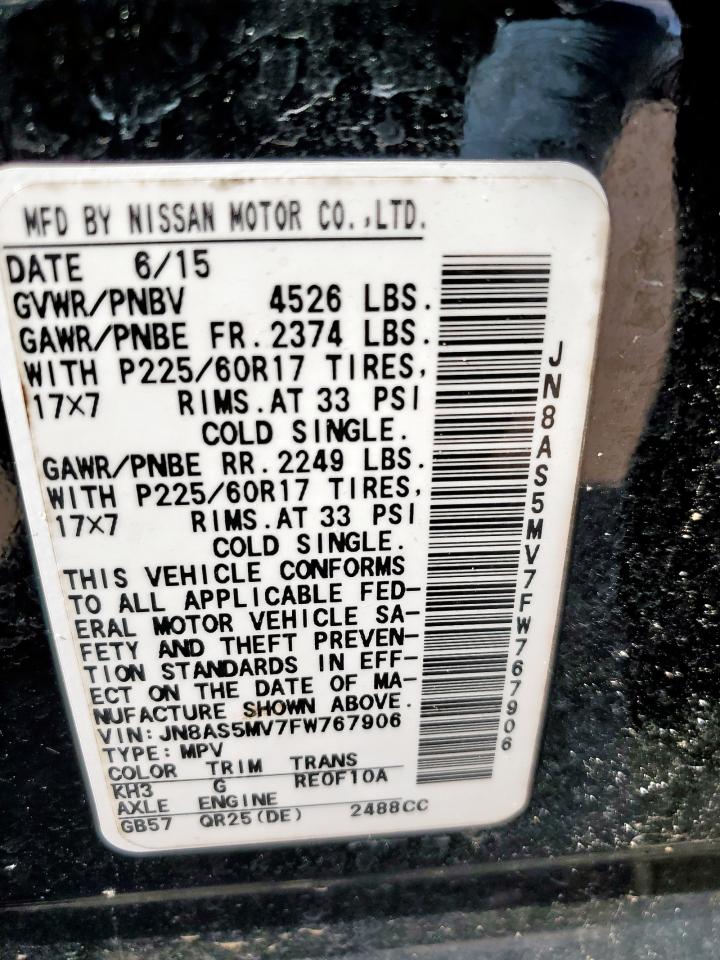 MFD BY NISSAN MOTOR CO.,LTD.
DATE 6/15
GVWR/PNBV 4526 LBS.
GAWR/PNBE FR.2374 LBS.
WITH P225/60R17 TIRES,
17×7 RIMS.AT 33 PSI
COLD SINGLE.
GAWR/PNBE RR.2249 LBS.
WITH P225/60R17 TIRES,
17×7 RIMS.AT 33 PSI
COLD SINGLE.
THIS VEHICLE CONFORMS
TO ALL APPLICABLE FED-
ERAL MOTOR VEHICLE SA-
FETY AND THEFT PREVEN-
TION STANDARDS IN EFF-
ECT ON THE DATE OF MA-
NUFACTURE SHOWN ABOVE.
VIN:JN8AS5MV7FW767906
TYPE:MPV
COLOR TRIM TRANS
KH3 G RE0F10A
AXLE ENGINE
GB57 QR25(DE) 2488CC
JN8AS5MV7FW767906